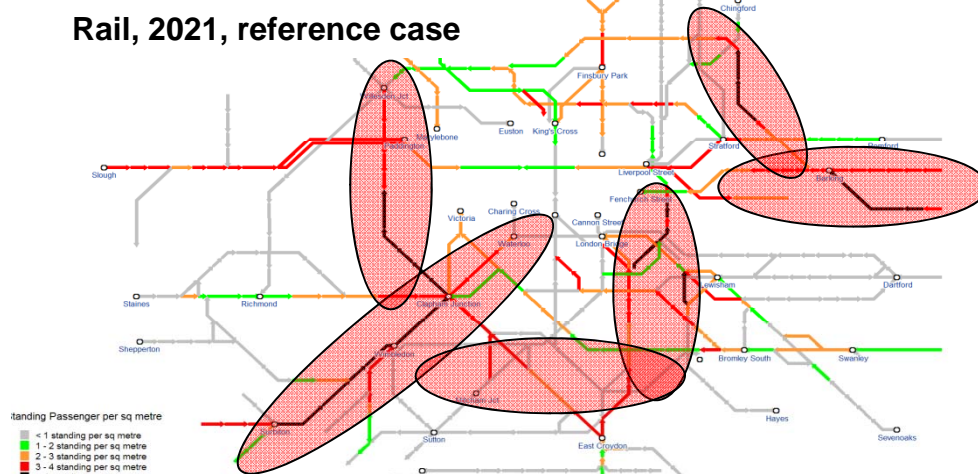 Rail, 2021, reference case
Chingford
Finsbury Park
Willesden Jct
Marylebone
Euston
King's Cross
Paddington
Stratford
Romford
Slough
Liverpool Street
Barking
Fenchurch Street
Charing Cross
Victoria
Cannon Street
Waterloo
London Bridge
Lewisham
Dartford
Staines
Richmond
Clapham Junction
Shepperton
Wimbledon
Bromley South
Swanley
Mitcham Jct
Hayes
Surbiton
Sutton
East Croydon
Sevenoaks
Standing Passenger per sq metre
< 1 standing per sq metre
1 - 2 standing per sq metre
2 - 3 standing per sq metre
3 - 4 standing per sq metre